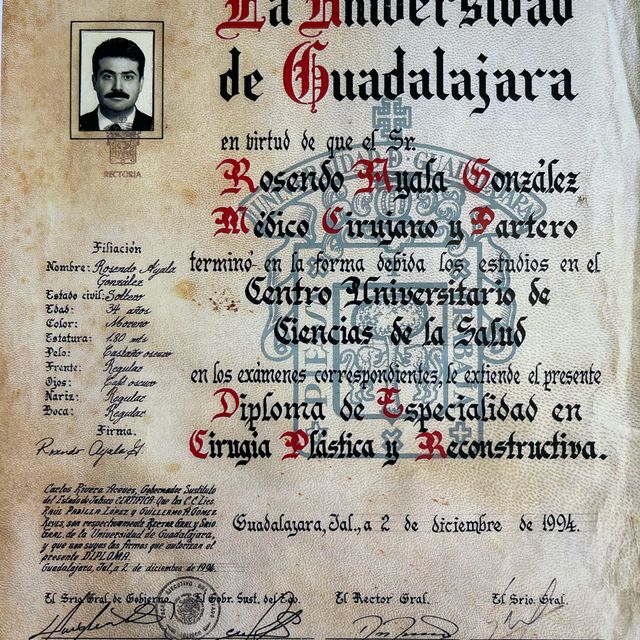 La Universidad
de Guadalajara
en virtud de que el Sr.
Rosendo Ayala González
Médico Cirujano y Partero
terminó en la forma debida los estudios en el
Centro Universitario de
Ciencias de la Salud
en los exámenes correspondientes, le extiende el presente
Diploma de Especialidad en
Cirugía Plástica y Reconstructiva.
Guadalajara, Jal., a 2 de diciembre de 1994.
RECTORIA
Filiación
Nombre: Rosendo Ayala
González
Estado civil: Soltero
Edad: 34 años
Color: Moreno
Estatura: 1.80 mts
Pelo: Castaño oscuro
Frente: Regular
Ojos: Café oscuro
Nariz: Regular
Boca: Regular
Firma.
Rosendo Ayala G.
Carlos Rivera Aceves, Gobernador Sustituto
del Estado de Jalisco CERTIFICA: Que los C.C. Lics.
RAÚL PADILLA LÓPEZ y GUILLERMO A. GÓMEZ
REYES, son respectivamente RECTOR GRAL y Srio
GRAL. de la Universidad de Guadalajara,
y que son suyas las firmas que autorizan el
presente DIPLOMA.
Guadalajara, Jal., a 2 de diciembre de 1994.
El Srio. Gral. de Gobierno.
El Gobr. Sust. del Edo.
El Rector Gral.
El Srio. Gral.